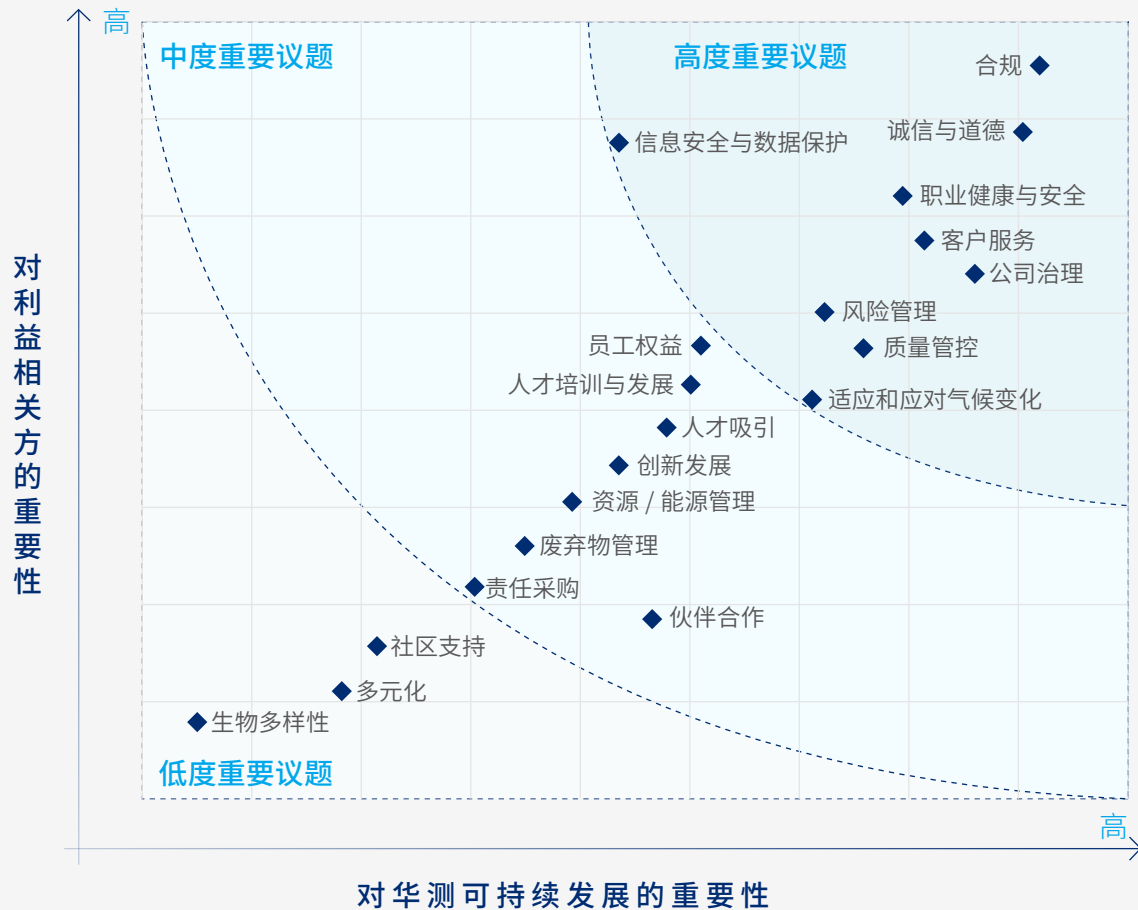 高
中度重要议题
高度重要议题
合规
诚信与道德
信息安全与数据保护
职业健康与安全
客户服务
公司治理
风险管理
员工权益
质量管控
人才培训与发展
适应和应对气候变化
人才吸引
创新发展
资源 / 能源管理
废弃物管理
责任采购
伙伴合作
社区支持
多元化
生物多样性
低度重要议题
高
对利益相关方的重要性
对华测可持续发展的重要性